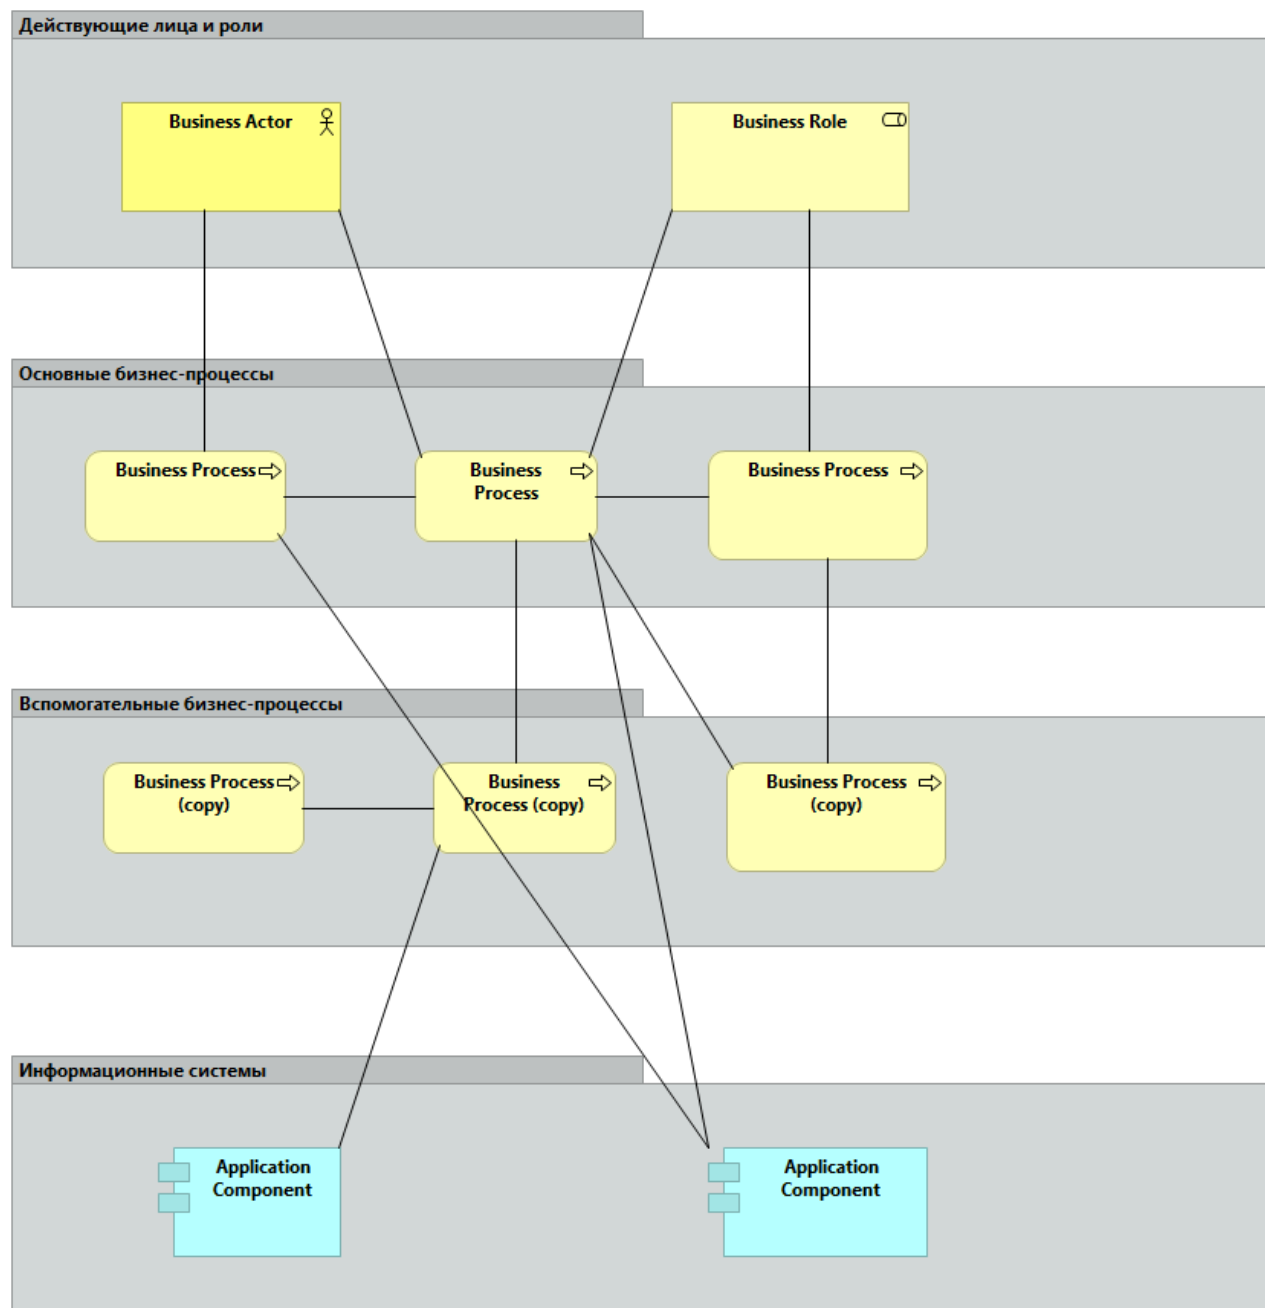 Действующие лица и роли
Business Actor
Business Role
Основные бизнес-процессы
Business Process
Business
Process
Business Process
Вспомогательные бизнес-процессы
Business Process
(copy)
Business
Process (copy)
Business Process
(copy)
Информационные системы
Application
Component
Application
Component